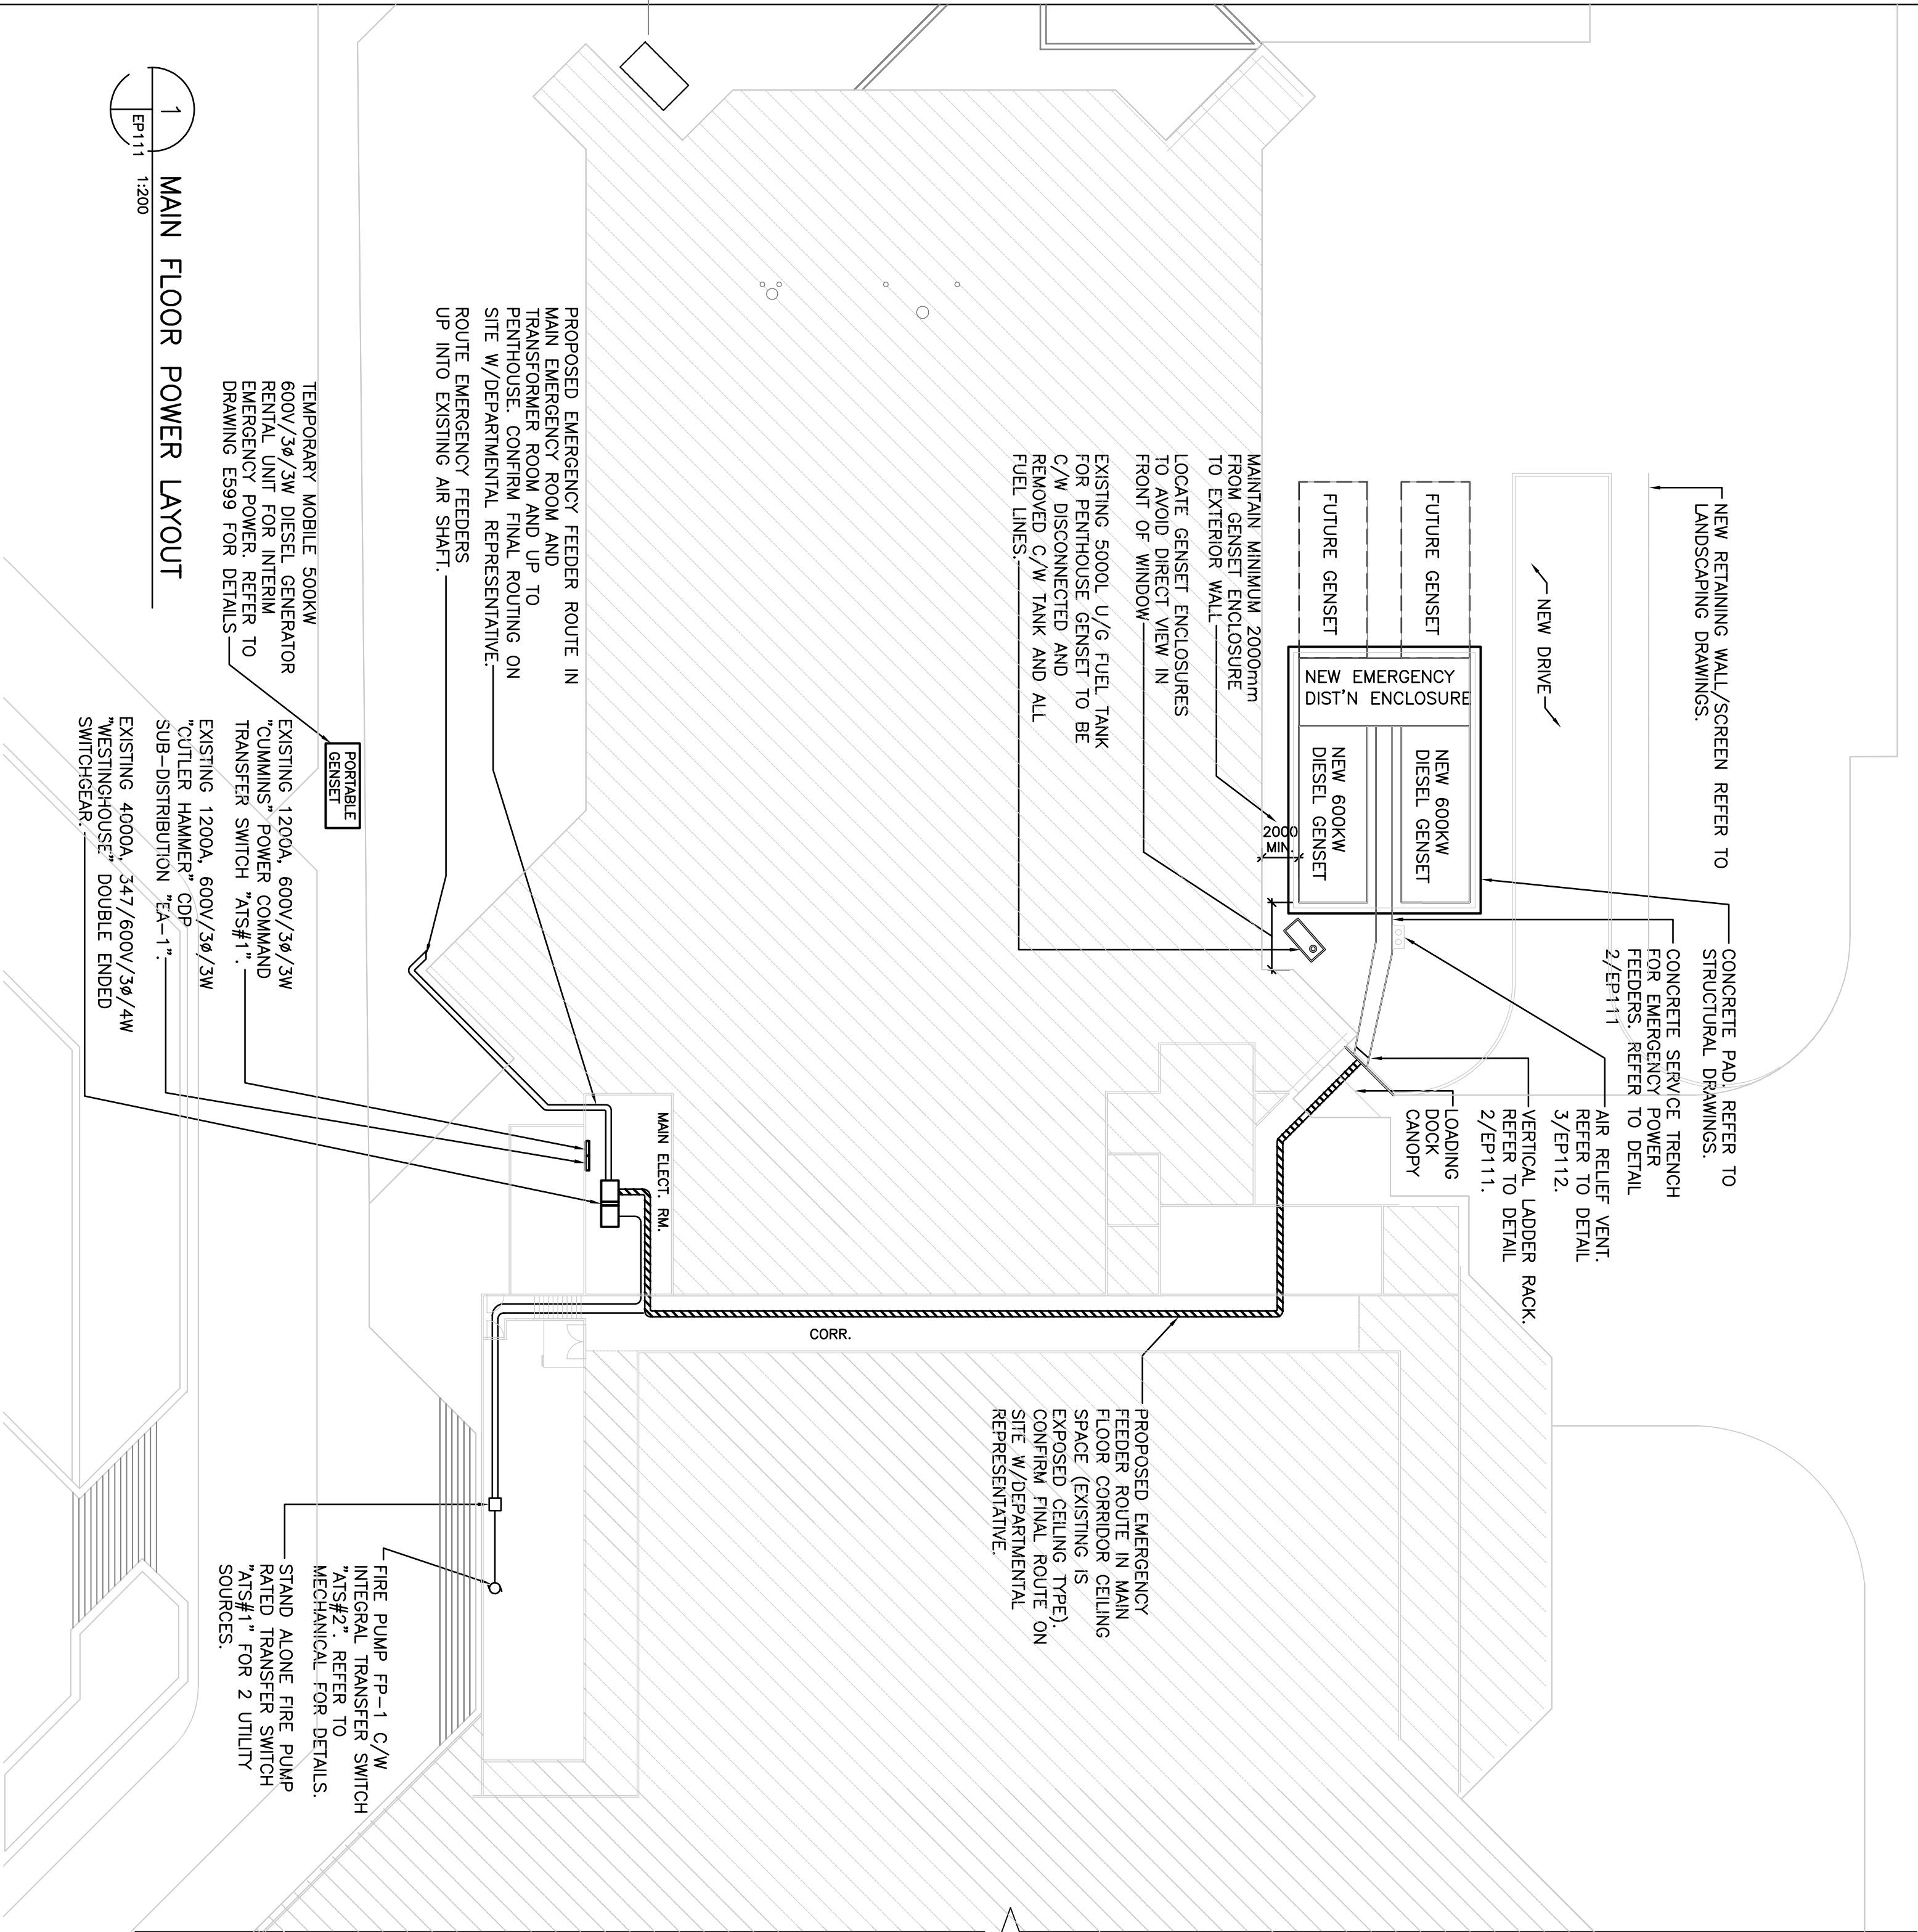 NEW RETAINING WALL/SCREEN REFER TO
LANDSCAPING DRAWINGS.
CONCRETE PAD. REFER TO
STRUCTURAL DRAWINGS.
CONCRETE SERVICE TRENCH
FOR EMERGENCY POWER
FEEDERS. REFER TO DETAIL
2/EP111
AIR RELIEF VENT.
REFER TO DETAIL
3/EP112.
VERTICAL LADDER RACK.
REFER TO DETAIL
2/EP111.
LOADING
DOCK
CANOPY
NEW DRIVE
FUTURE GENSET
FUTURE GENSET
NEW EMERGENCY
DIST'N ENCLOSURE
NEW 600KW
DIESEL GENSET
NEW 600KW
DIESEL GENSET
2000
MIN.
MAINTAIN MINIMUM 2000mm
FROM GENSET ENCLOSURE
TO EXTERIOR WALL
LOCATE GENSET ENCLOSURES
TO AVOID DIRECT VIEW IN
FRONT OF WINDOW
EXISTING 5000L U/G FUEL TANK
FOR PENTHOUSE GENSET TO BE
C/W DISCONNECTED AND
REMOVED C/W TANK AND ALL
FUEL LINES.
PROPOSED EMERGENCY
FEEDER ROUTE IN MAIN
FLOOR CORRIDOR CEILING
SPACE (EXISTING IS
EXPOSED CEILING TYPE).
CONFIRM FINAL ROUTE ON
SITE W/DEPARTMENTAL
REPRESENTATIVE.
CORR.
MAIN ELECT. RM.
PROPOSED EMERGENCY FEEDER ROUTE IN
MAIN EMERGENCY ROOM AND
TRANSFORMER ROOM AND UP TO
PENTHOUSE. CONFIRM FINAL ROUTING ON
SITE W/DEPARTMENTAL REPRESENTATIVE.
ROUTE EMERGENCY FEEDERS
UP INTO EXISTING AIR SHAFT.
FIRE PUMP FP-1 C/W
INTEGRAL TRANSFER SWITCH
"ATS#2". REFER TO
MECHANICAL FOR DETAILS.
STAND ALONE FIRE PUMP
RATED TRANSFER SWITCH
"ATS#1" FOR 2 UTILITY
SOURCES.
PORTABLE
GENSET
TEMPORARY MOBILE 500KW
600V/3ø/3W DIESEL GENERATOR
RENTAL UNIT FOR INTERIM
EMERGENCY POWER. REFER TO
DRAWING E599 FOR DETAILS
EXISTING 1200A, 600V/3ø/3W
"CUMMINS" POWER COMMAND
TRANSFER SWITCH "ATS#1".
EXISTING 1200A, 600V/3ø/3W
"CUTLER HAMMER" CDP
SUB-DISTRIBUTION "EA-1".
EXISTING 4000A, 347/600V/3ø/4W
"WESTINGHOUSE" DOUBLE ENDED
SWITCHGEAR.
1
MAIN FLOOR POWER LAYOUT
EP111
1:200